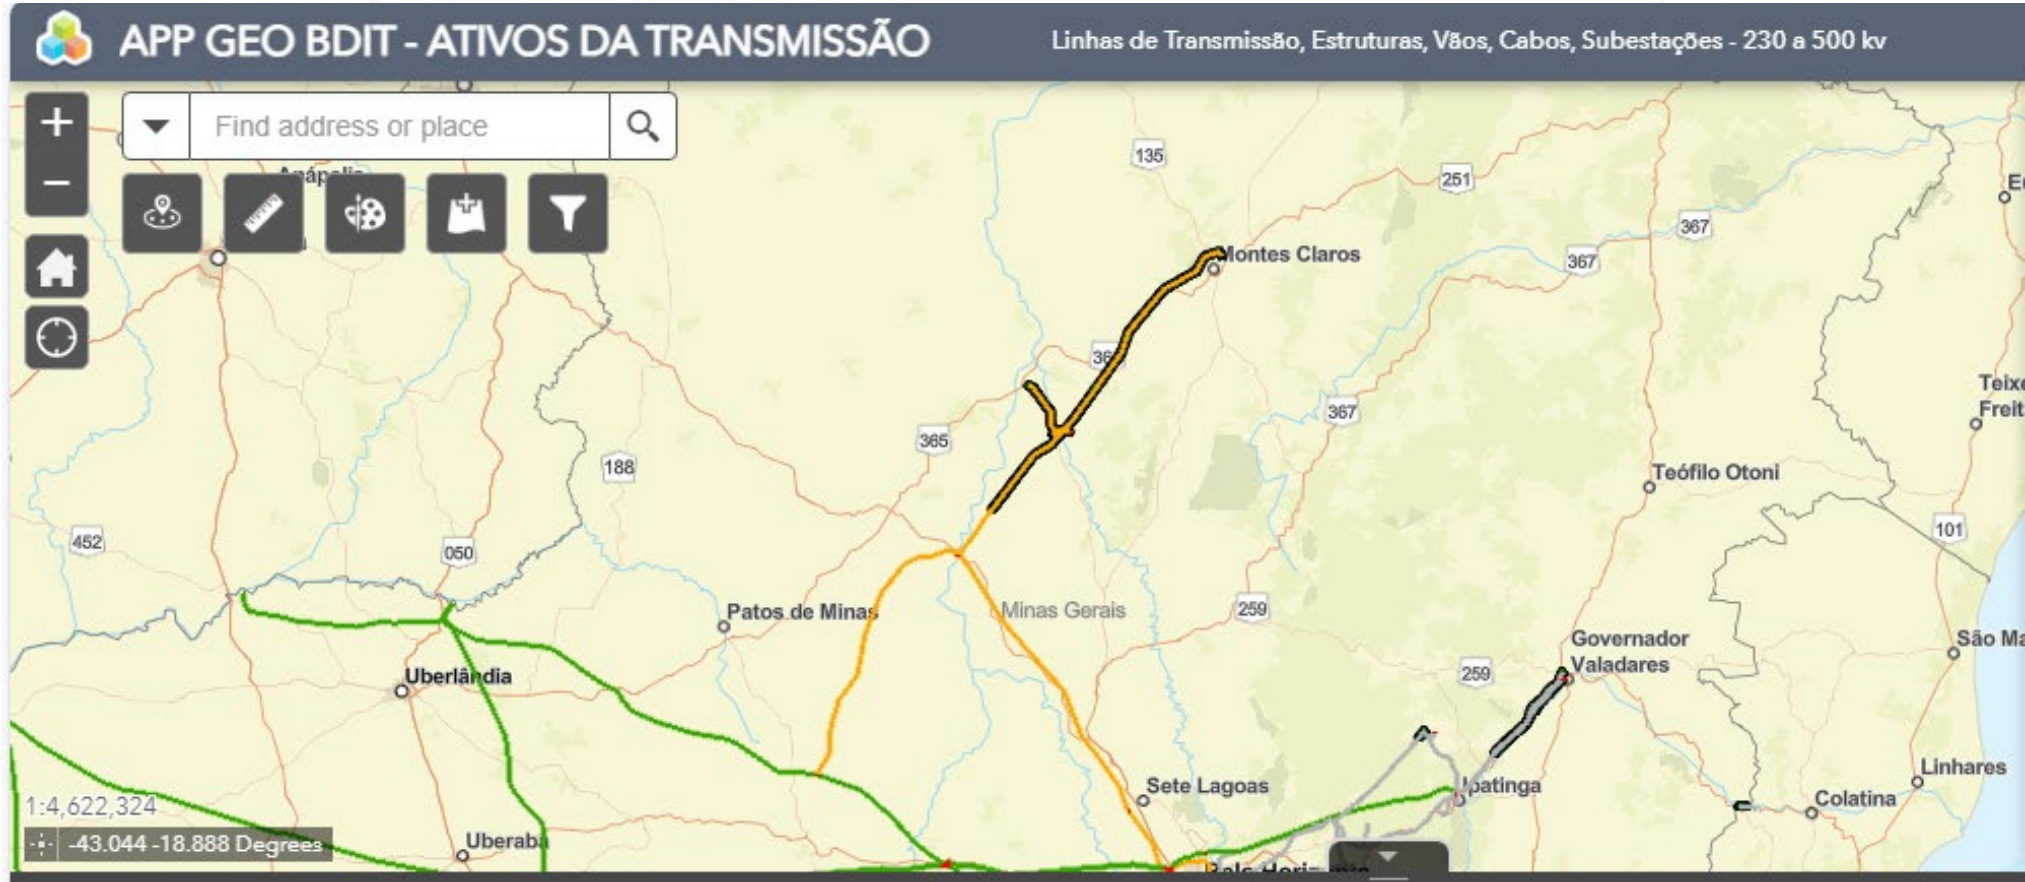 APP GEO BDIT - ATIVOS DA TRANSMISSÃO
Linhas de Transmissão, Estruturas, Vãos, Cabos, Subestações - 230 a 500 kv
+
Find address or place
−
135
251
367
367
Montes Claros
367
365
188
Teófilo Otoni
452
050
101
Patos de Minas
Minas Gerais
259
Governador
Valadares
259
Uberlândia
Sete Lagoas
Ipatinga
Linhares
Colatina
1:4,622,324
-43.044 -18.888 Degrees
Uberaba